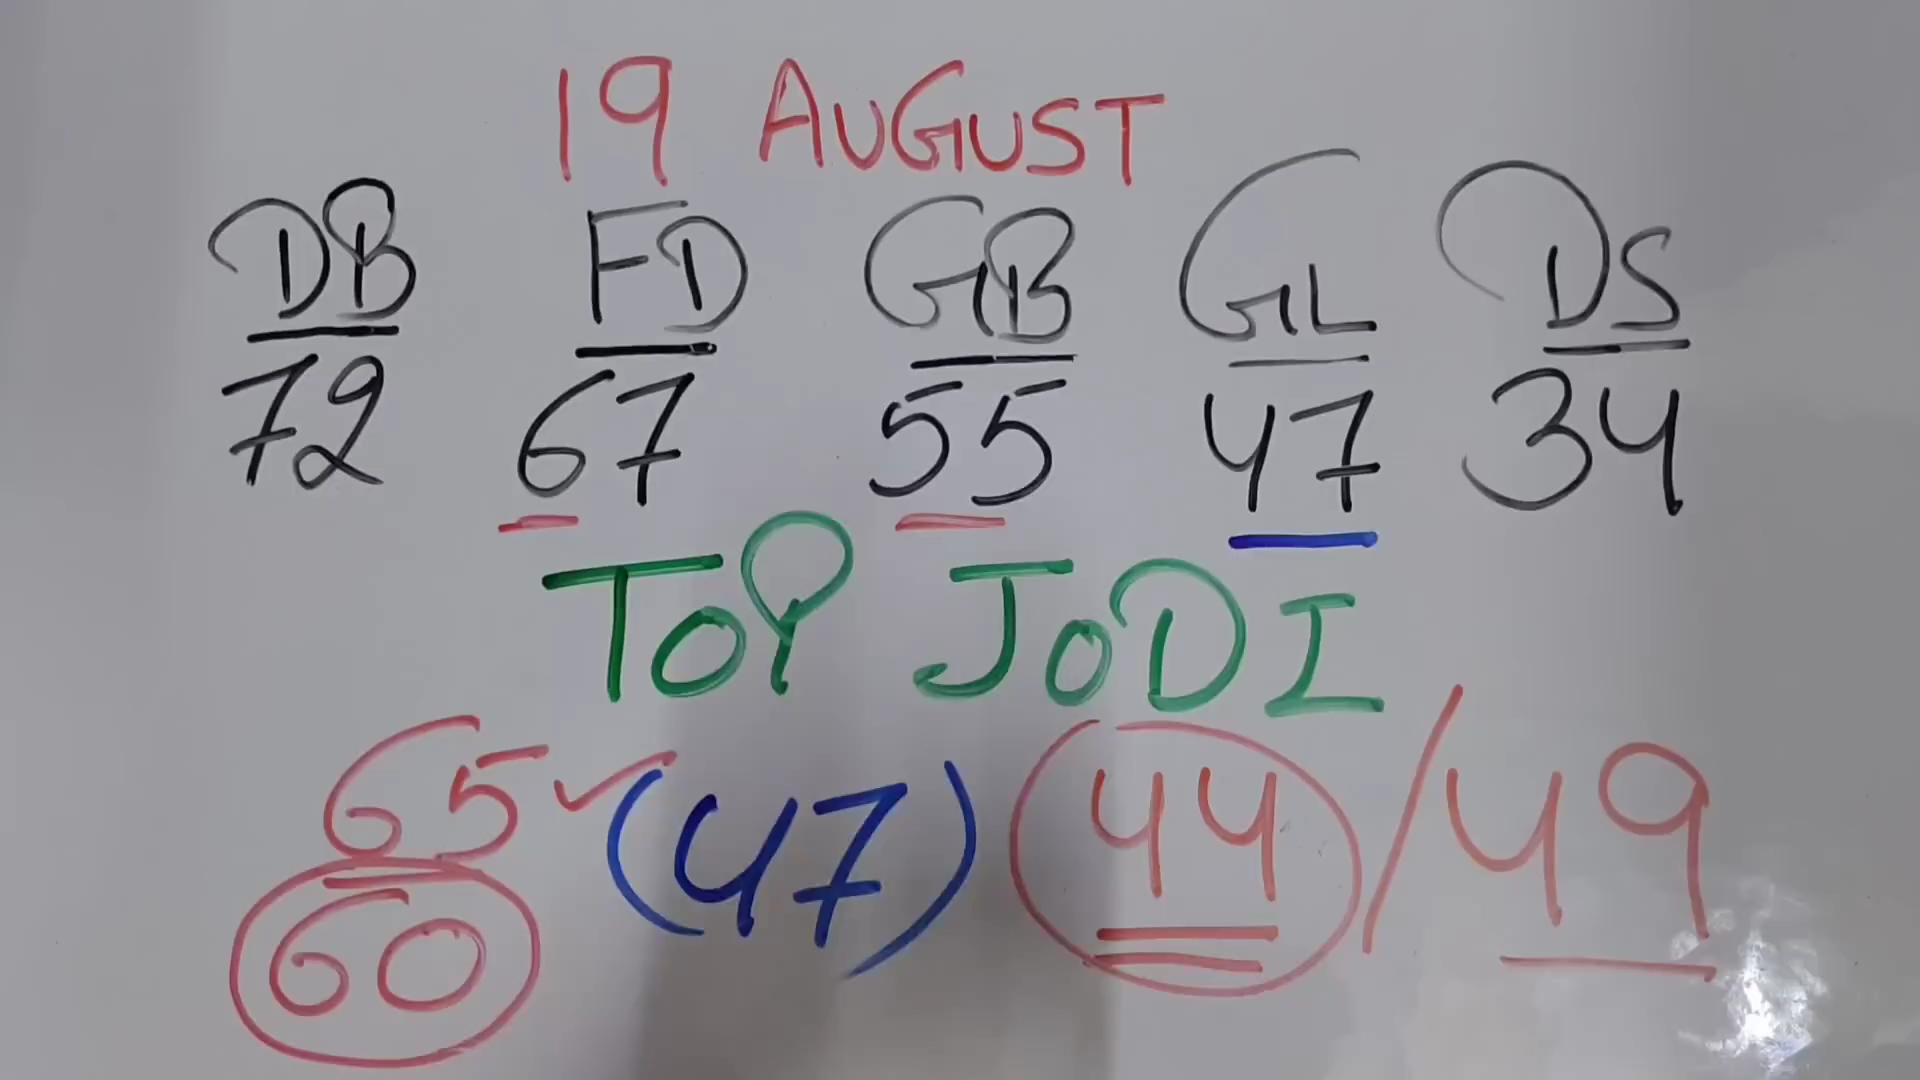 19 AUGUST
DB FD GB GL DS
72 67 55 47 34
TOP JODI
65 (47) 44 / 49
60